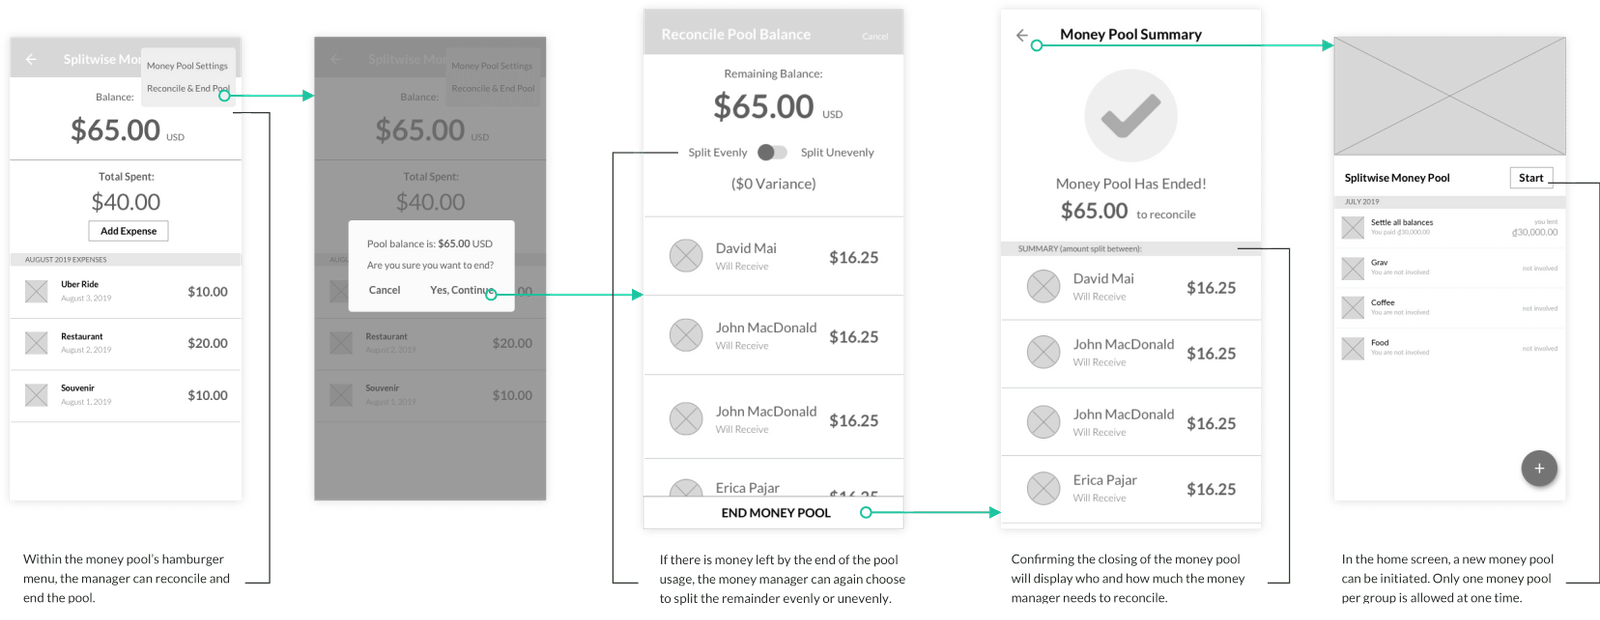 Splitwise Mon
Money Pool Settings
Reconcile & End Pool
Balance:
$65.00 USD
Total Spent:
$40.00
Add Expense
AUGUST 2019 EXPENSES
Uber Ride
August 3, 2019
$10.00
Restaurant
August 2, 2019
$20.00
Souvenir
August 1, 2019
$10.00
Within the money pool's hamburger
menu, the manager can reconcile and
end the pool.
Splitwise Mon
Money Pool Settings
Reconcile & End Pool
Balance:
$65.00 USD
Total Spent:
$40.00
Pool balance is: $65.00 USD
Are you sure you want to end?
Cancel Yes, Continue
AUGU
00
Restaurant
August 2, 2019
$20.00
Souvenir
August 1, 2019
$10.00
Reconcile Pool Balance Cancel
Remaining Balance:
$65.00 USD
Split Evenly Split Unevenly
($0 Variance)
David Mai
Will Receive
$16.25
John MacDonald
Will Receive
$16.25
John MacDonald
Will Receive
$16.25
Erica Pajar
$16.25
END MONEY POOL
If there is money left by the end of the pool
usage, the money manager can again choose
to split the remainder evenly or unevenly.
Money Pool Summary
Money Pool Has Ended!
$65.00 to reconcile
SUMMARY (amount split between):
David Mai
Will Receive
$16.25
John MacDonald
Will Receive
$16.25
John MacDonald
Will Receive
$16.25
Erica Pajar
Will Receive
$16.25
Confirming the closing of the money pool
will display who and how much the money
manager needs to reconcile.
Splitwise Money Pool Start
JULY 2019
Settle all balances
You paid ₫30,000.00
you lent
₫30,000.00
Grav
You are not involved
not involved
Coffee
You are not involved
not involved
Food
You are not involved
not involved
+
In the home screen, a new money pool
can be initiated. Only one money pool
per group is allowed at one time.